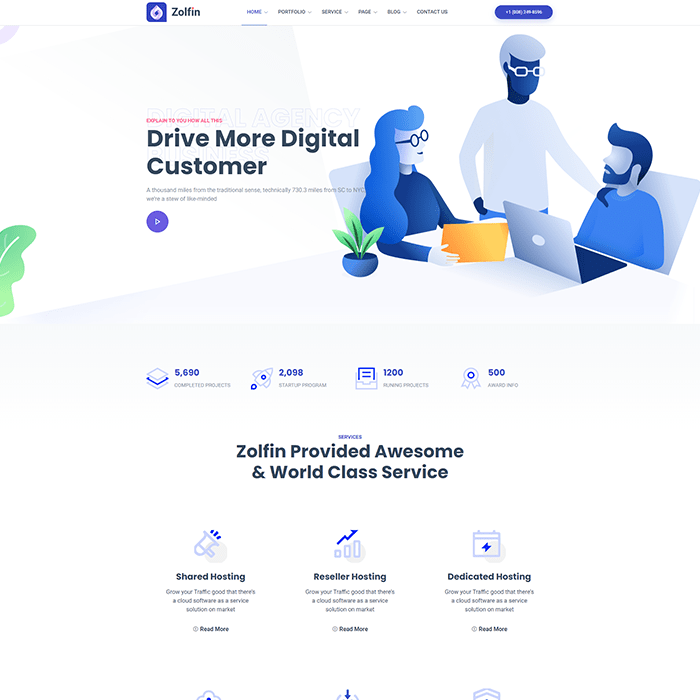 Zolfin
HOME
PORTFOLIO
SERVICE
PAGE
BLOG
CONTACT US
+1 (808) 249-8596
DIGITAL AGENCY
EXPLAIN TO YOU HOW ALL THIS
Drive More Digital
Customer
A thousand miles from the traditional sense, technically 730.3 miles from SC to NYC,
we're a stew of like-minded
5,690
COMPLETED PROJECTS
2,098
STARTUP PROGRAM
1200
RUNING PROJECTS
500
AWARD INFO
SERVICES
Zolfin Provided Awesome
& World Class Service
Shared Hosting
Grow your Traffic good that there's
a cloud software as a service
solution on market
Read More
Reseller Hosting
Grow your Traffic good that there's
a cloud software as a service
solution on market
Read More
Dedicated Hosting
Grow your Traffic good that there's
a cloud software as a service
solution on market
Read More